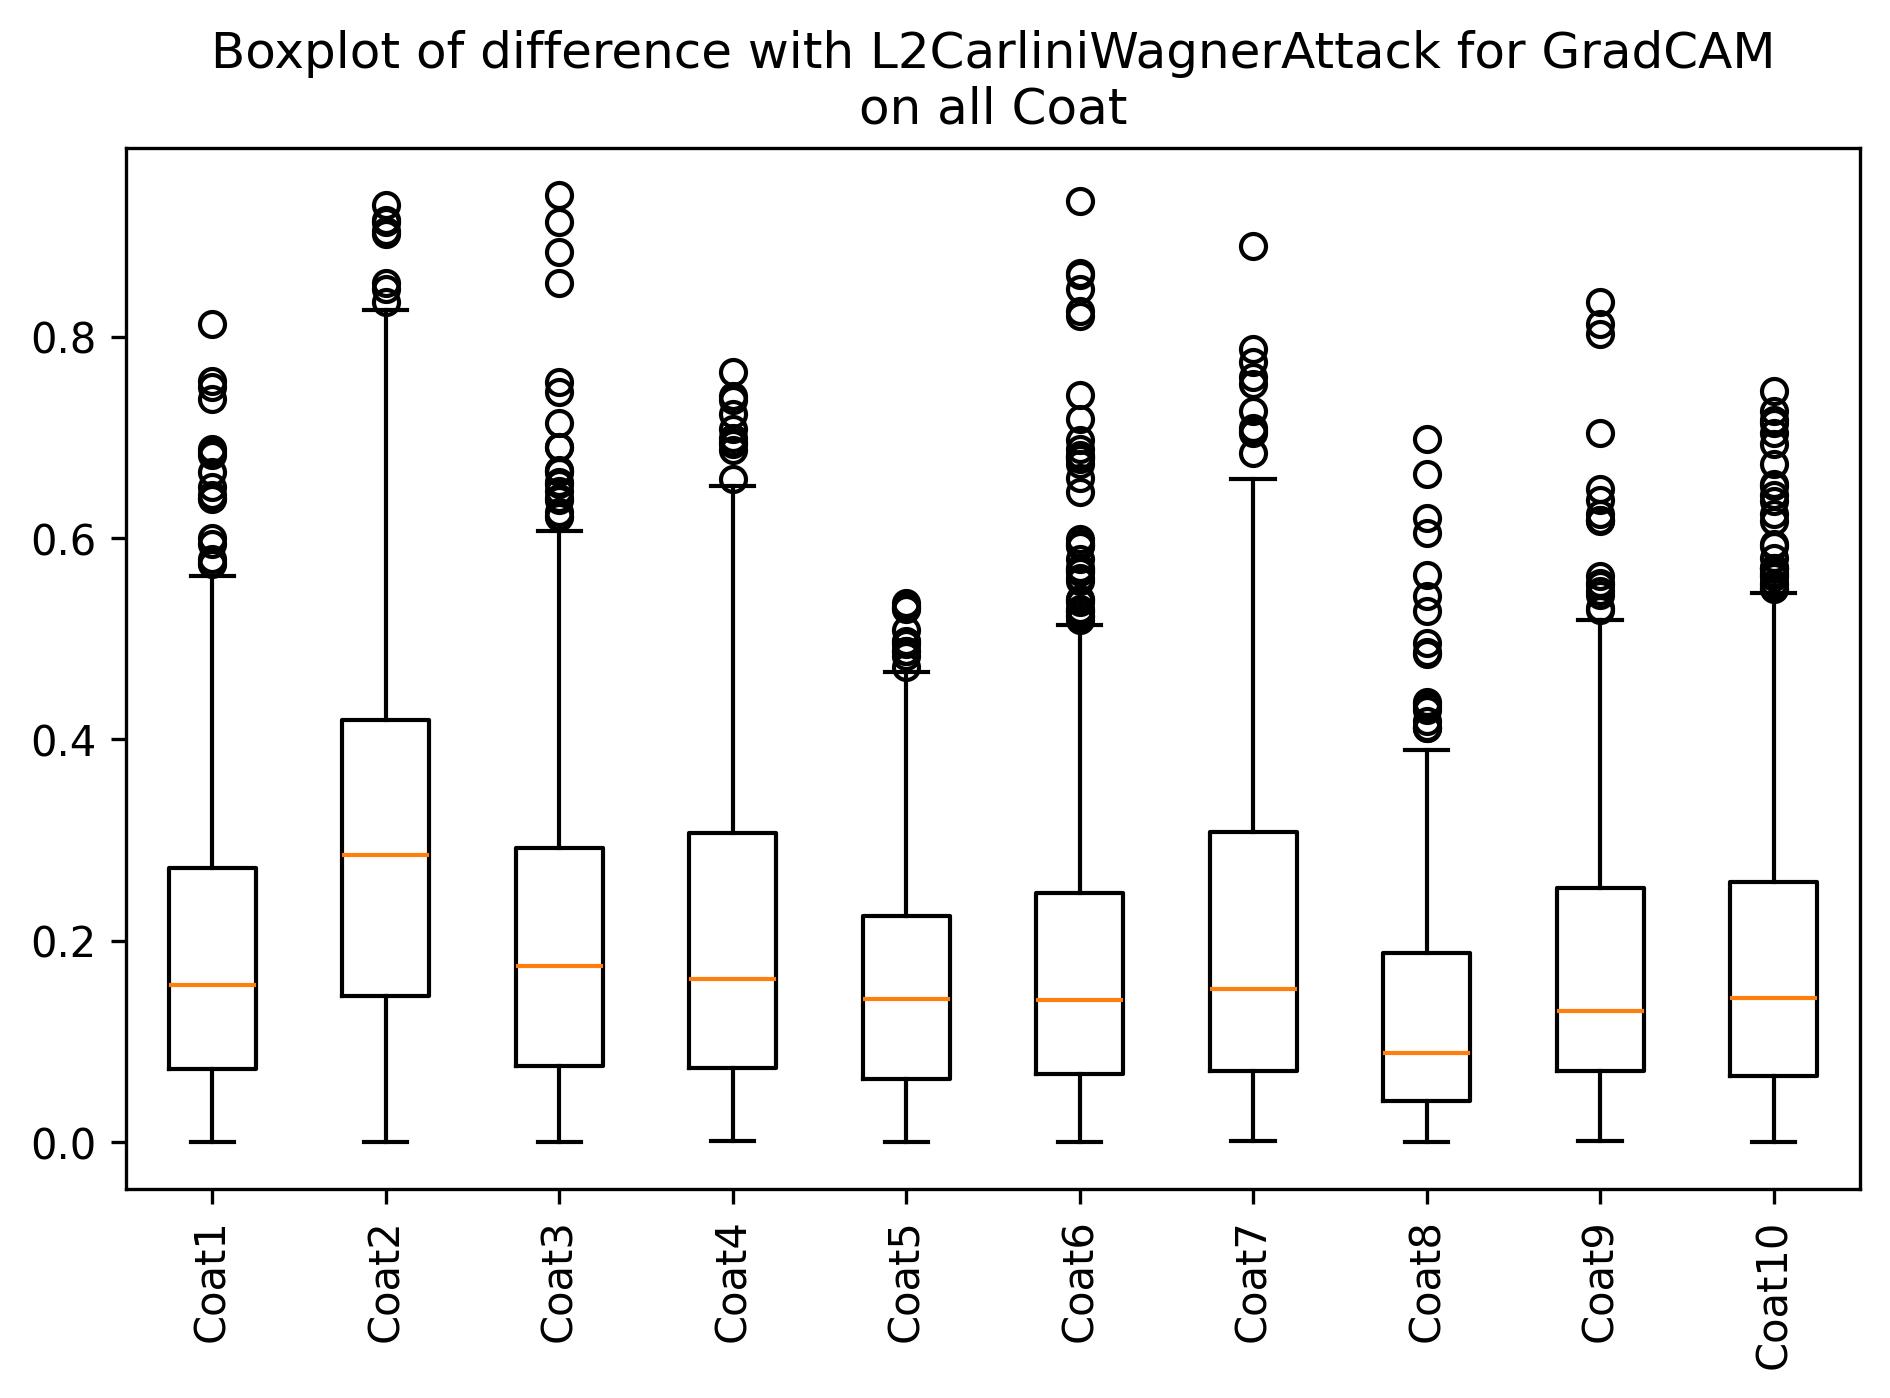 Boxplot of difference with L2CarliniWagnerAttack for GradCAM
on all Coat
0.8
0.6
0.4
0.2
0.0
Coat1
Coat2
Coat3
Coat4
Coat5
Coat6
Coat7
Coat8
Coat9
Coat10